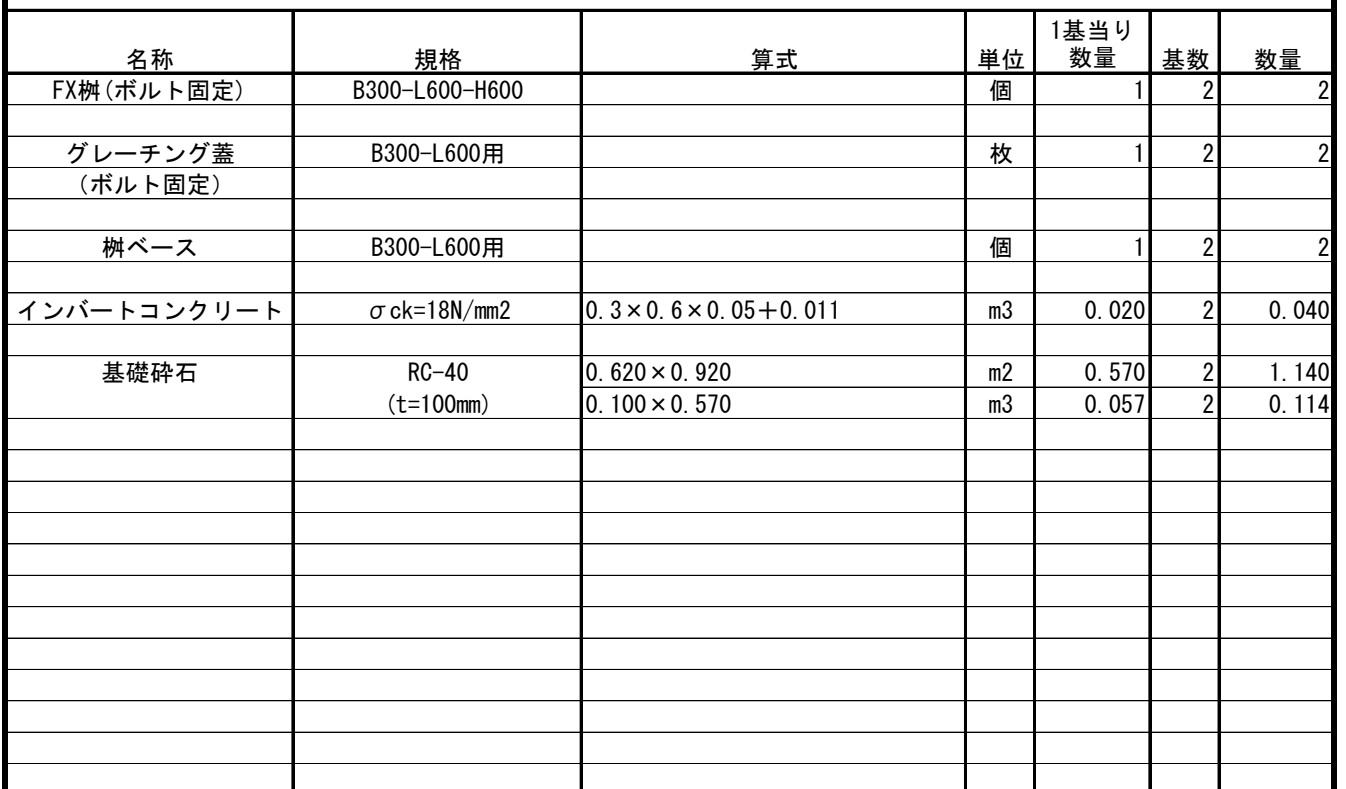 名称 規格 算式 単位 1基当り数量 基数 数量
FX桝(ボルト固定) B300-L600-H600 個 1 2 2
グレーチング蓋 B300-L600用 枚 1 2 2
(ボルト固定)
桝ベース B300-L600用 個 1 2 2
インバートコンクリート σck=18N/mm2 0.3×0.6×0.05+0.011 m3 0.020 2 0.040
基礎砕石 RC-40 0.620×0.920 m2 0.570 2 1.140
(t=100mm) 0.100×0.570 m3 0.057 2 0.114